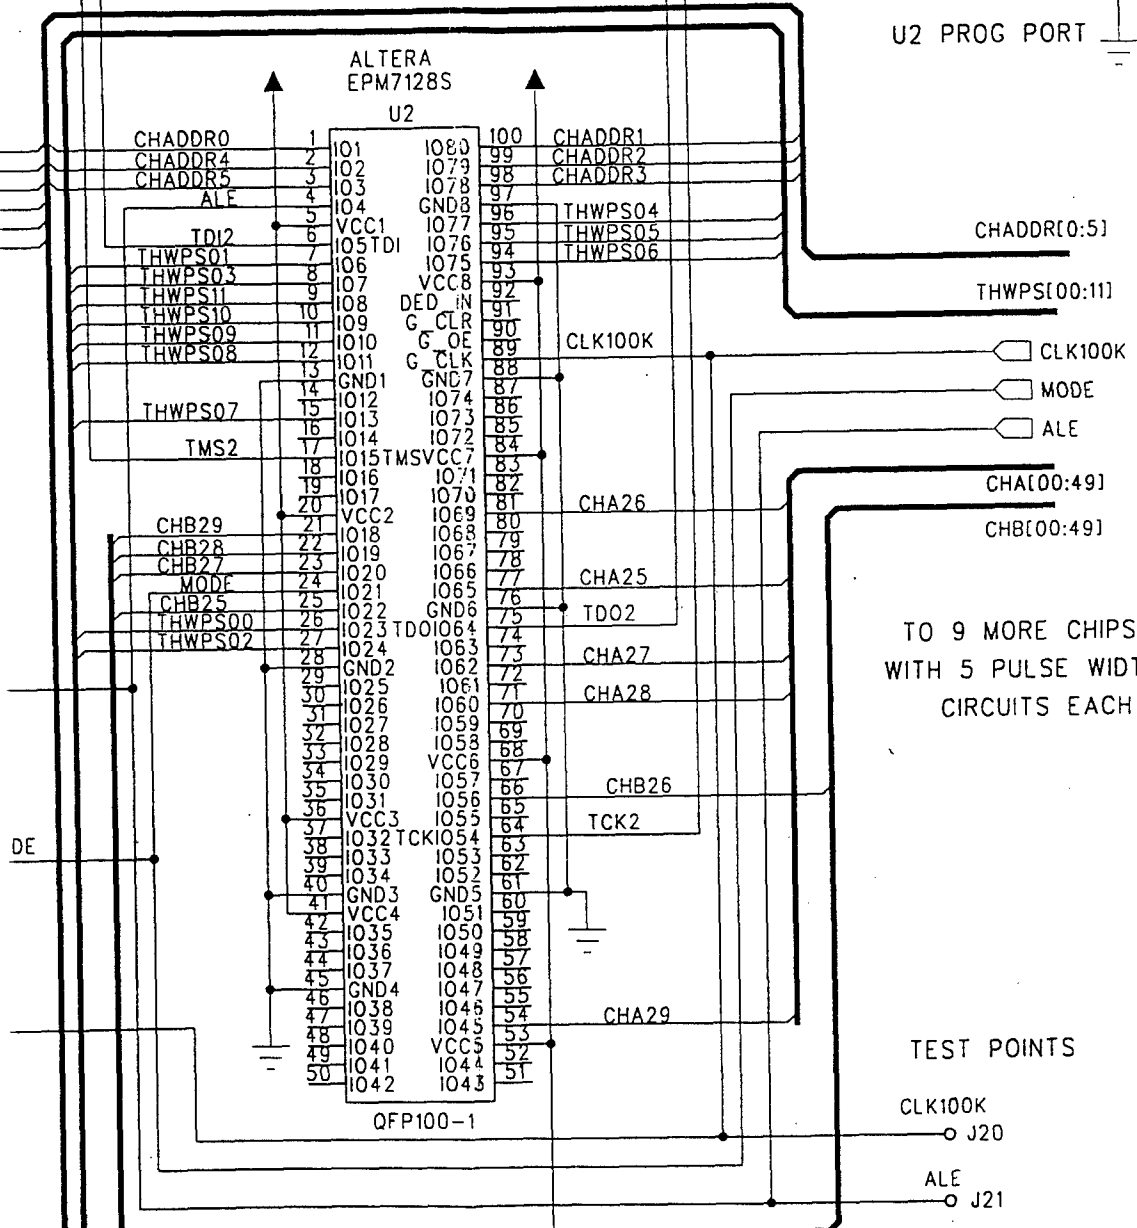 U2 PROG PORT
ALTERA
EPM7128S
U2
CHADDR0 1 IO1 IO80 100 CHADDR1
CHADDR4 2 IO2 IO79 99 CHADDR2
CHADDR5 3 IO3 IO78 98 CHADDR3
ALE 4 IO4 GND8 97
5 VCC1 IO77 96 THWPS04
TDI2 6 IO5TDI IO76 95 THWPS05
THWPS01 7 IO6 IO75 94 THWPS06
THWPS03 8 IO7 VCC8 93
THWPS11 9 IO8 DED_IN 92
THWPS10 10 IO9 G_CLR 91
THWPS09 11 IO10 G_OE 90
THWPS08 12 IO11 G_CLK 89 CLK100K
13 GND1 GND7 88
14 IO12 IO74 87
THWPS07 15 IO13 IO73 86
16 IO14 IO72 85
TMS2 17 IO15TMS VCC7 84
18 IO16 IO71 83
19 IO17 IO70 82
20 VCC2 IO69 81 CHA26
CHB29 21 IO18 IO68 80
CHB28 22 IO19 IO67 79
CHB27 23 IO20 IO66 78
MODE 24 IO21 IO65 77 CHA25
CHB25 25 IO22 GND6 76
THWPS00 26 IO23 TDOIO64 75 TDO2
THWPS02 27 IO24 IO63 74
28 GND2 IO62 73 CHA27
29 IO25 IO61 72
30 IO26 IO60 71 CHA28
31 IO27 IO59 70
32 IO28 IO58 69
33 IO29 VCC6 68
34 IO30 IO57 67
35 IO31 IO56 66 CHB26
36 VCC3 IO55 65
37 IO32 TCKIO54 64 TCK2
38 IO33 IO53 63
39 IO34 IO52 62
40 GND3 GND5 61
41 VCC4 IO51 60
42 IO35 IO50 59
43 IO36 IO49 58
44 IO37 IO48 57
45 GND4 IO47 56
46 IO38 IO46 55
47 IO39 IO45 54 CHA29
48 IO40 VCC5 53
49 IO41 IO44 52
50 IO42 IO43 51
QFP100-1
DE
CHADDR[0:5]
THWPS[00:11]
CLK100K
MODE
ALE
CHA[00:49]
CHB[00:49]
TO 9 MORE CHIPS
WITH 5 PULSE WIDT
CIRCUITS EACH
TEST POINTS
CLK100K
J20
ALE
J21